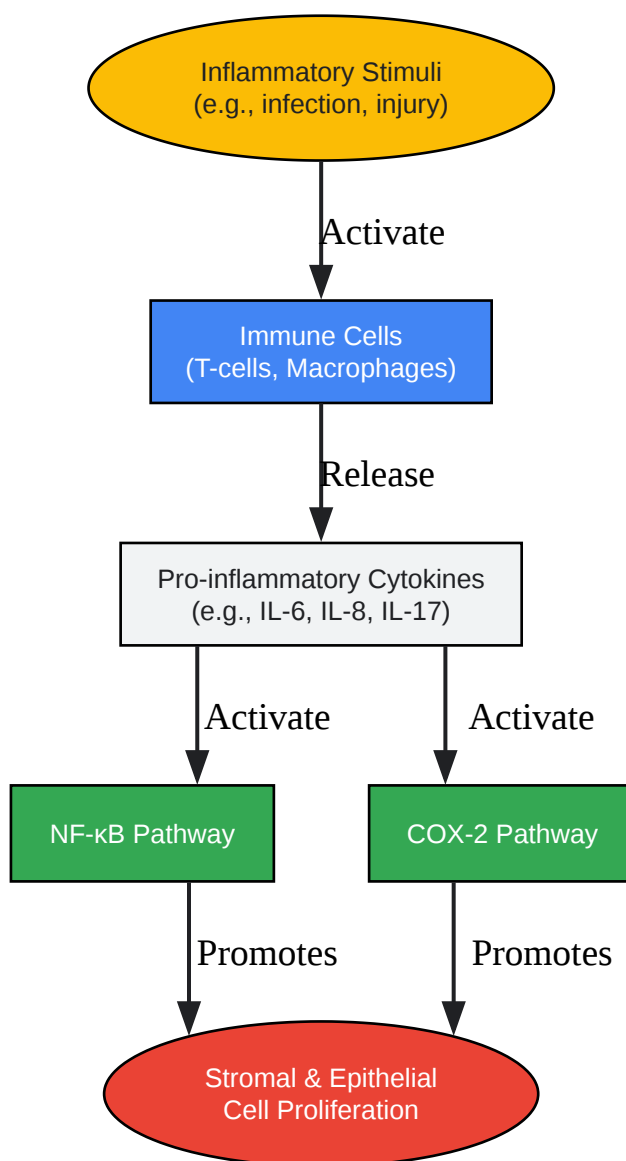 Inflammatory Stimuli
(e.g., infection, injury)
Activate
Immune Cells
(T-cells, Macrophages)
Release
Pro-inflammatory Cytokines
(e.g., IL-6, IL-8, IL-17)
Activate
Activate
NF-κB Pathway
COX-2 Pathway
Promotes
Promotes
Stromal & Epithelial
Cell Proliferation